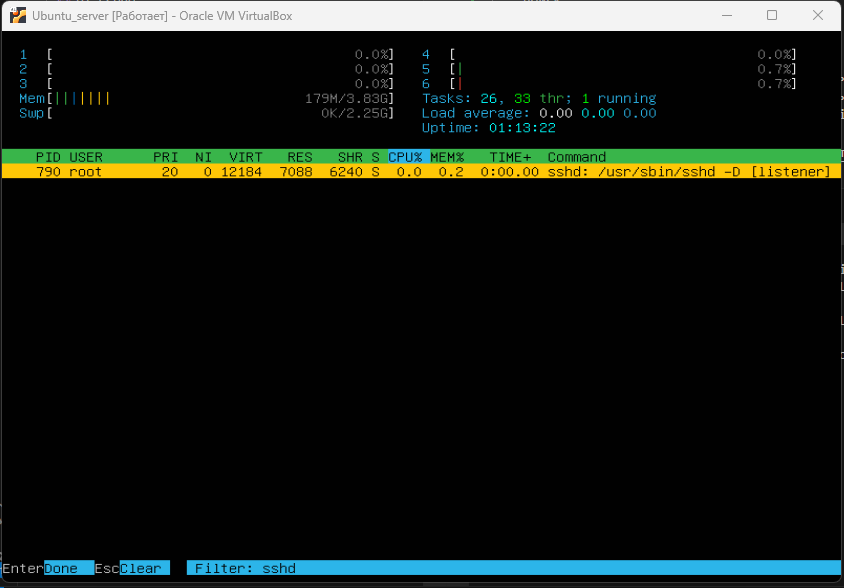 Ubuntu_server [Работает] - Oracle VM VirtualBox
1 [ 0.0%] 4 [ 0.0%]
2 [ 0.0%] 5 [| 0.7%]
3 [ 0.0%] 6 [| 0.7%]
Mem[||||||| 179M/3.83G] Tasks: 26, 33 thr; 1 running
Swp[ 0K/2.25G] Load average: 0.00 0.00 0.00
Uptime: 01:13:22
PID USER PRI NI VIRT RES SHR S CPU% MEM% TIME+ Command
790 root 20 0 12184 7088 6240 S 0.0 0.2 0:00.00 sshd: /usr/sbin/sshd -D [listener]
EnterDone EscClear Filter: sshd